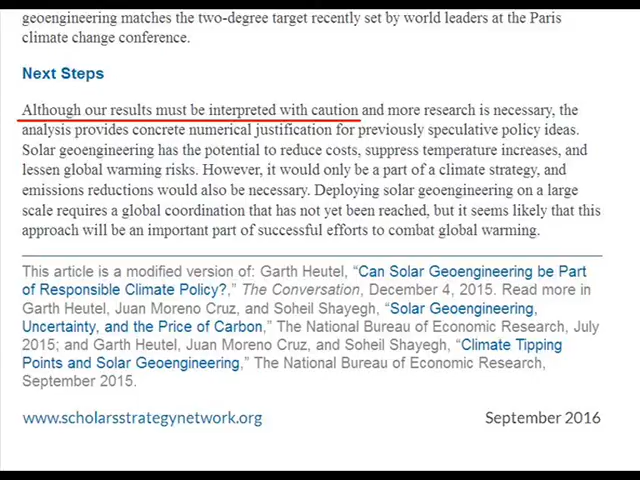 geoengineering matches the two-degree target recently set by world leaders at the Paris
climate change conference.
Next Steps
Although our results must be interpreted with caution and more research is necessary, the
analysis provides concrete numerical justification for previously speculative policy ideas.
Solar geoengineering has the potential to reduce costs, suppress temperature increases, and
lessen global warming risks. However, it would only be a part of a climate strategy, and
emissions reductions would also be necessary. Deploying solar geoengineering on a large
scale requires a global coordination that has not yet been reached, but it seems likely that this
approach will be an important part of successful efforts to combat global warming.
This article is a modified version of: Garth Heutel, “Can Solar Geoengineering be Part
of Responsible Climate Policy?,” The Conversation, December 4, 2015. Read more in
Garth Heutel, Juan Moreno Cruz, and Soheil Shayegh, “Solar Geoengineering,
Uncertainty, and the Price of Carbon,” The National Bureau of Economic Research, July
2015; and Garth Heutel, Juan Moreno Cruz, and Soheil Shayegh, “Climate Tipping
Points and Solar Geoengineering,” The National Bureau of Economic Research,
September 2015.
www.scholarsstrategynetwork.org September 2016